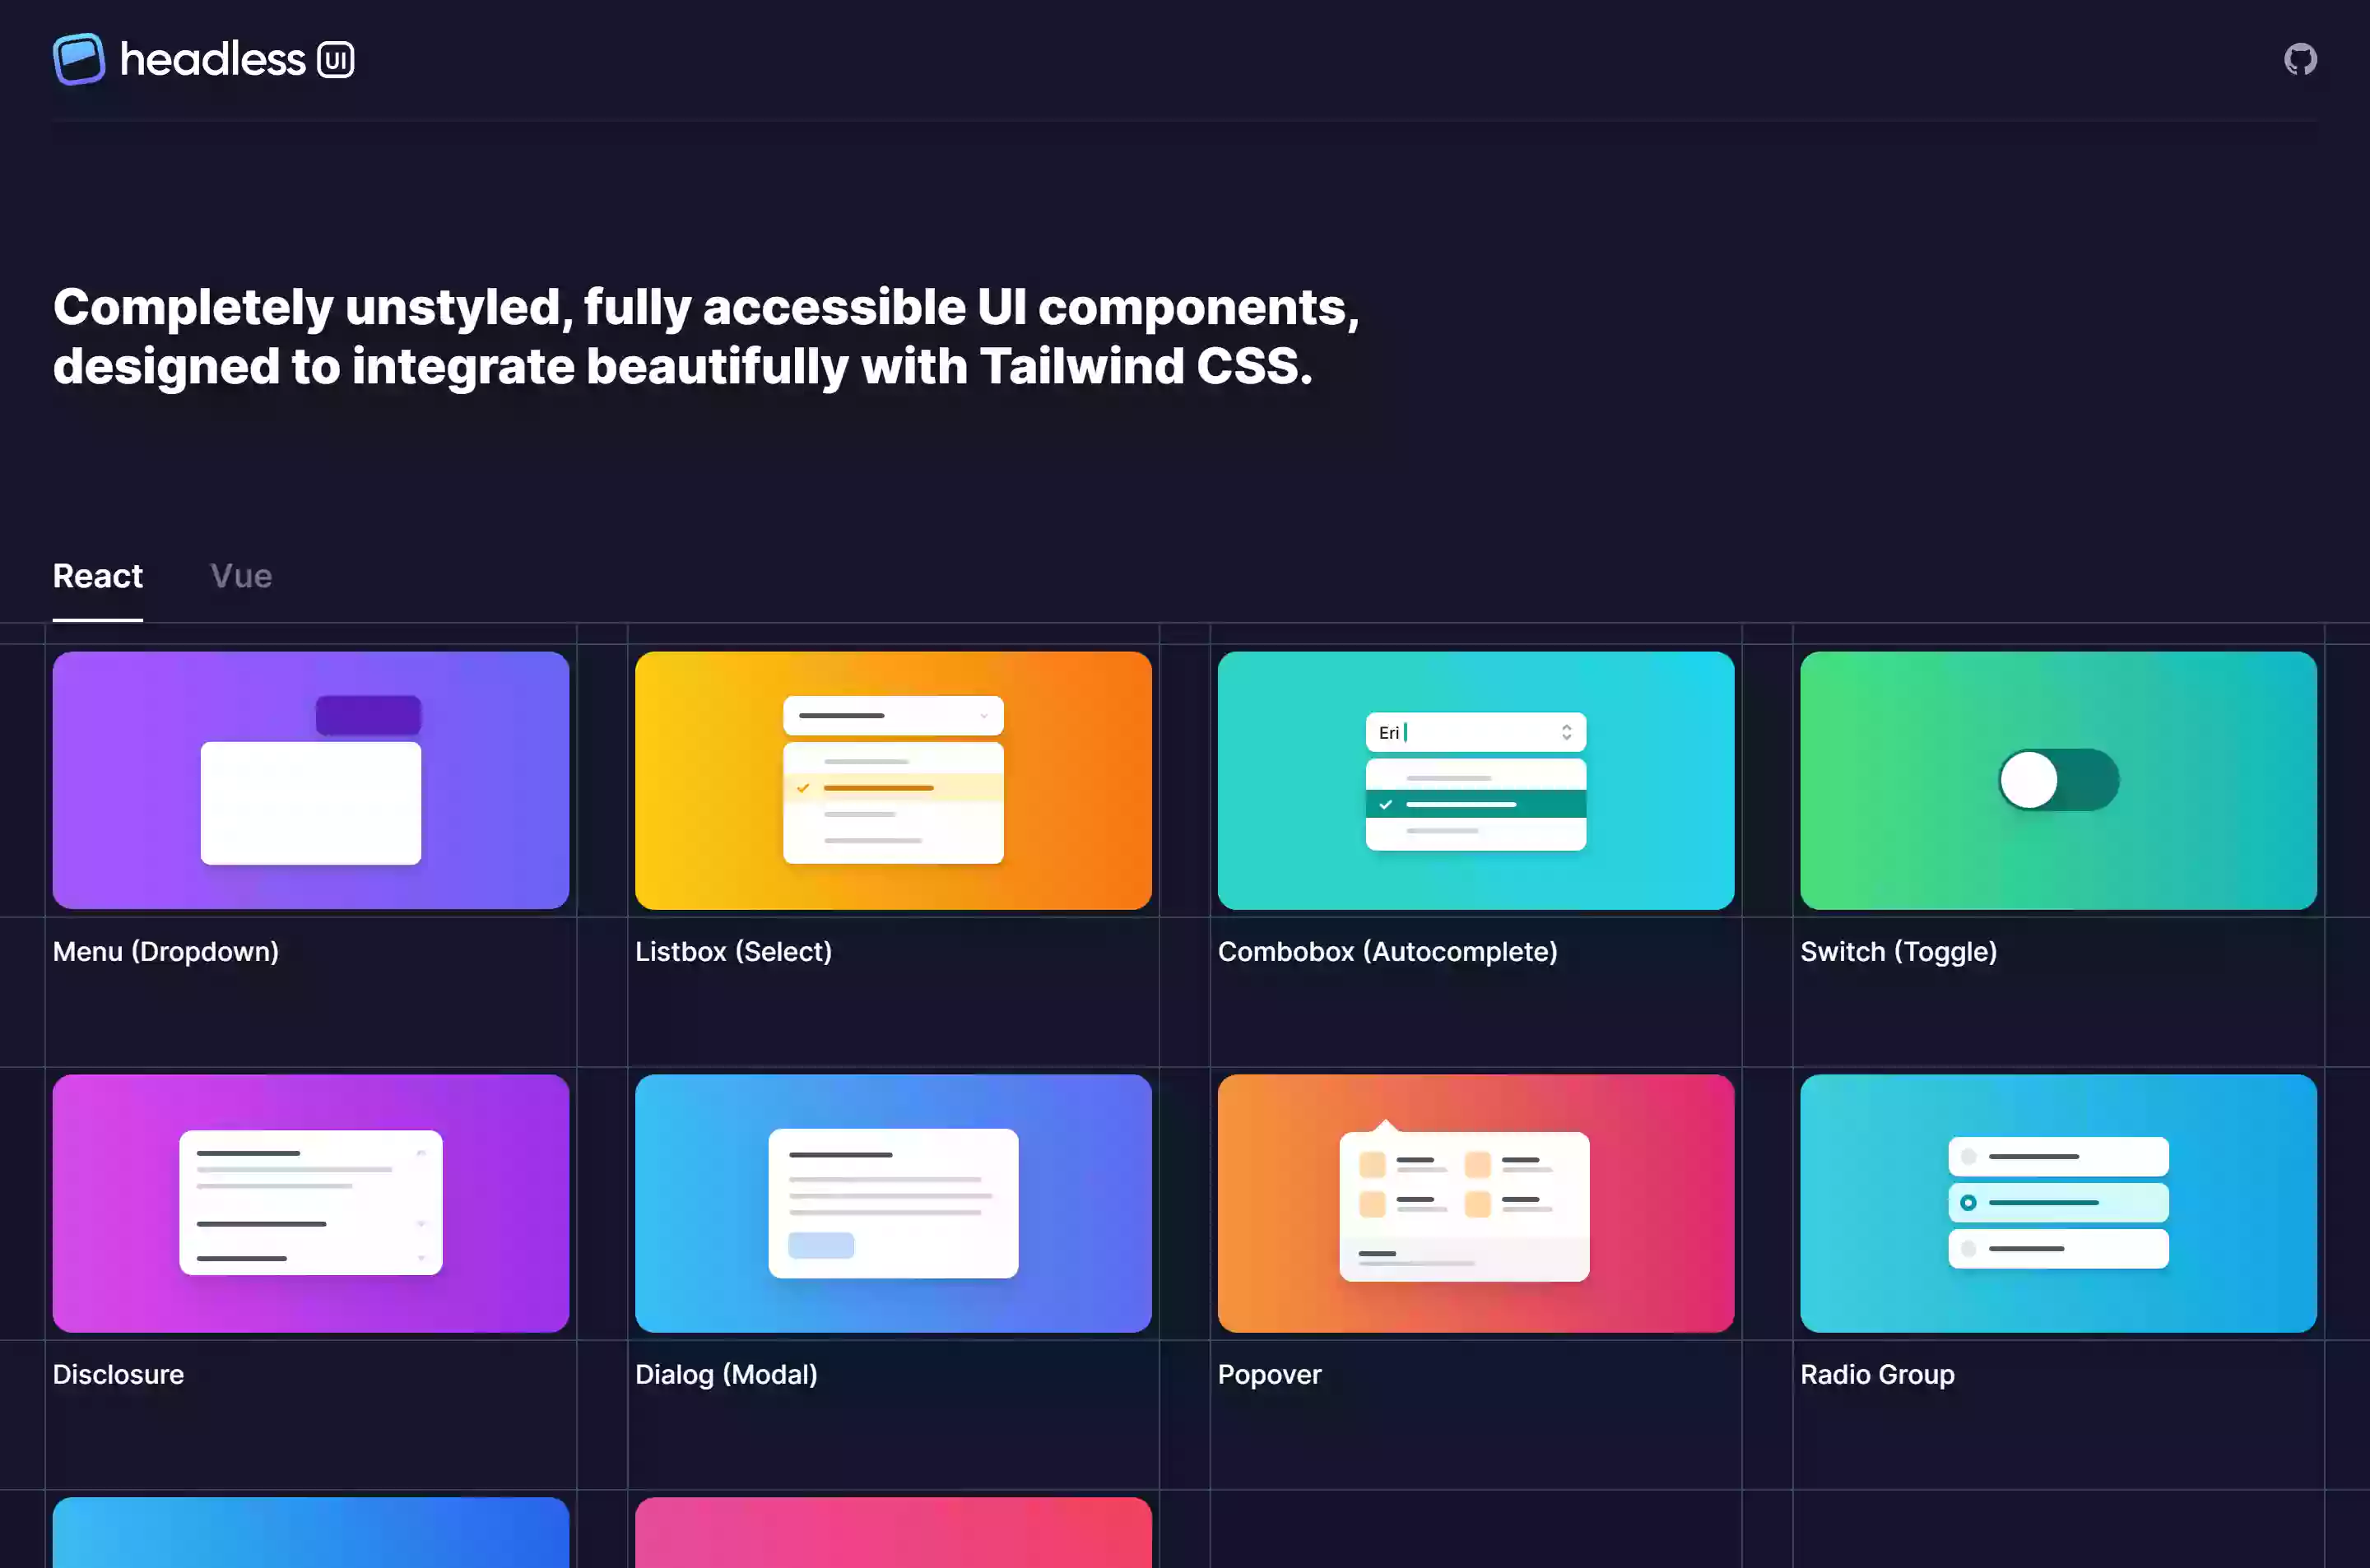 headless UI
Completely unstyled, fully accessible UI components,
designed to integrate beautifully with Tailwind CSS.
React Vue
Eri
Menu (Dropdown)
Listbox (Select)
Combobox (Autocomplete)
Switch (Toggle)
Disclosure
Dialog (Modal)
Popover
Radio Group